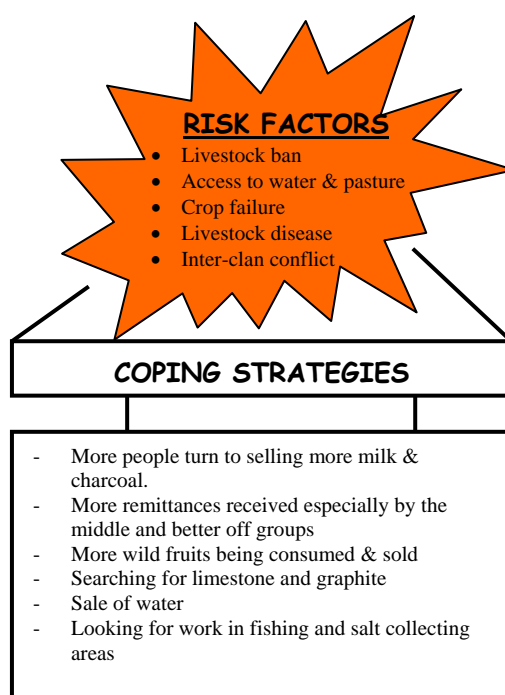 RISK FACTORS
• Livestock ban
• Access to water & pasture
• Crop failure
• Livestock disease
• Inter-clan conflict
COPING STRATEGIES
- More people turn to selling more milk &
charcoal.
- More remittances received especially by the
middle and better off groups
- More wild fruits being consumed & sold
- Searching for limestone and graphite
- Sale of water
- Looking for work in fishing and salt collecting
areas